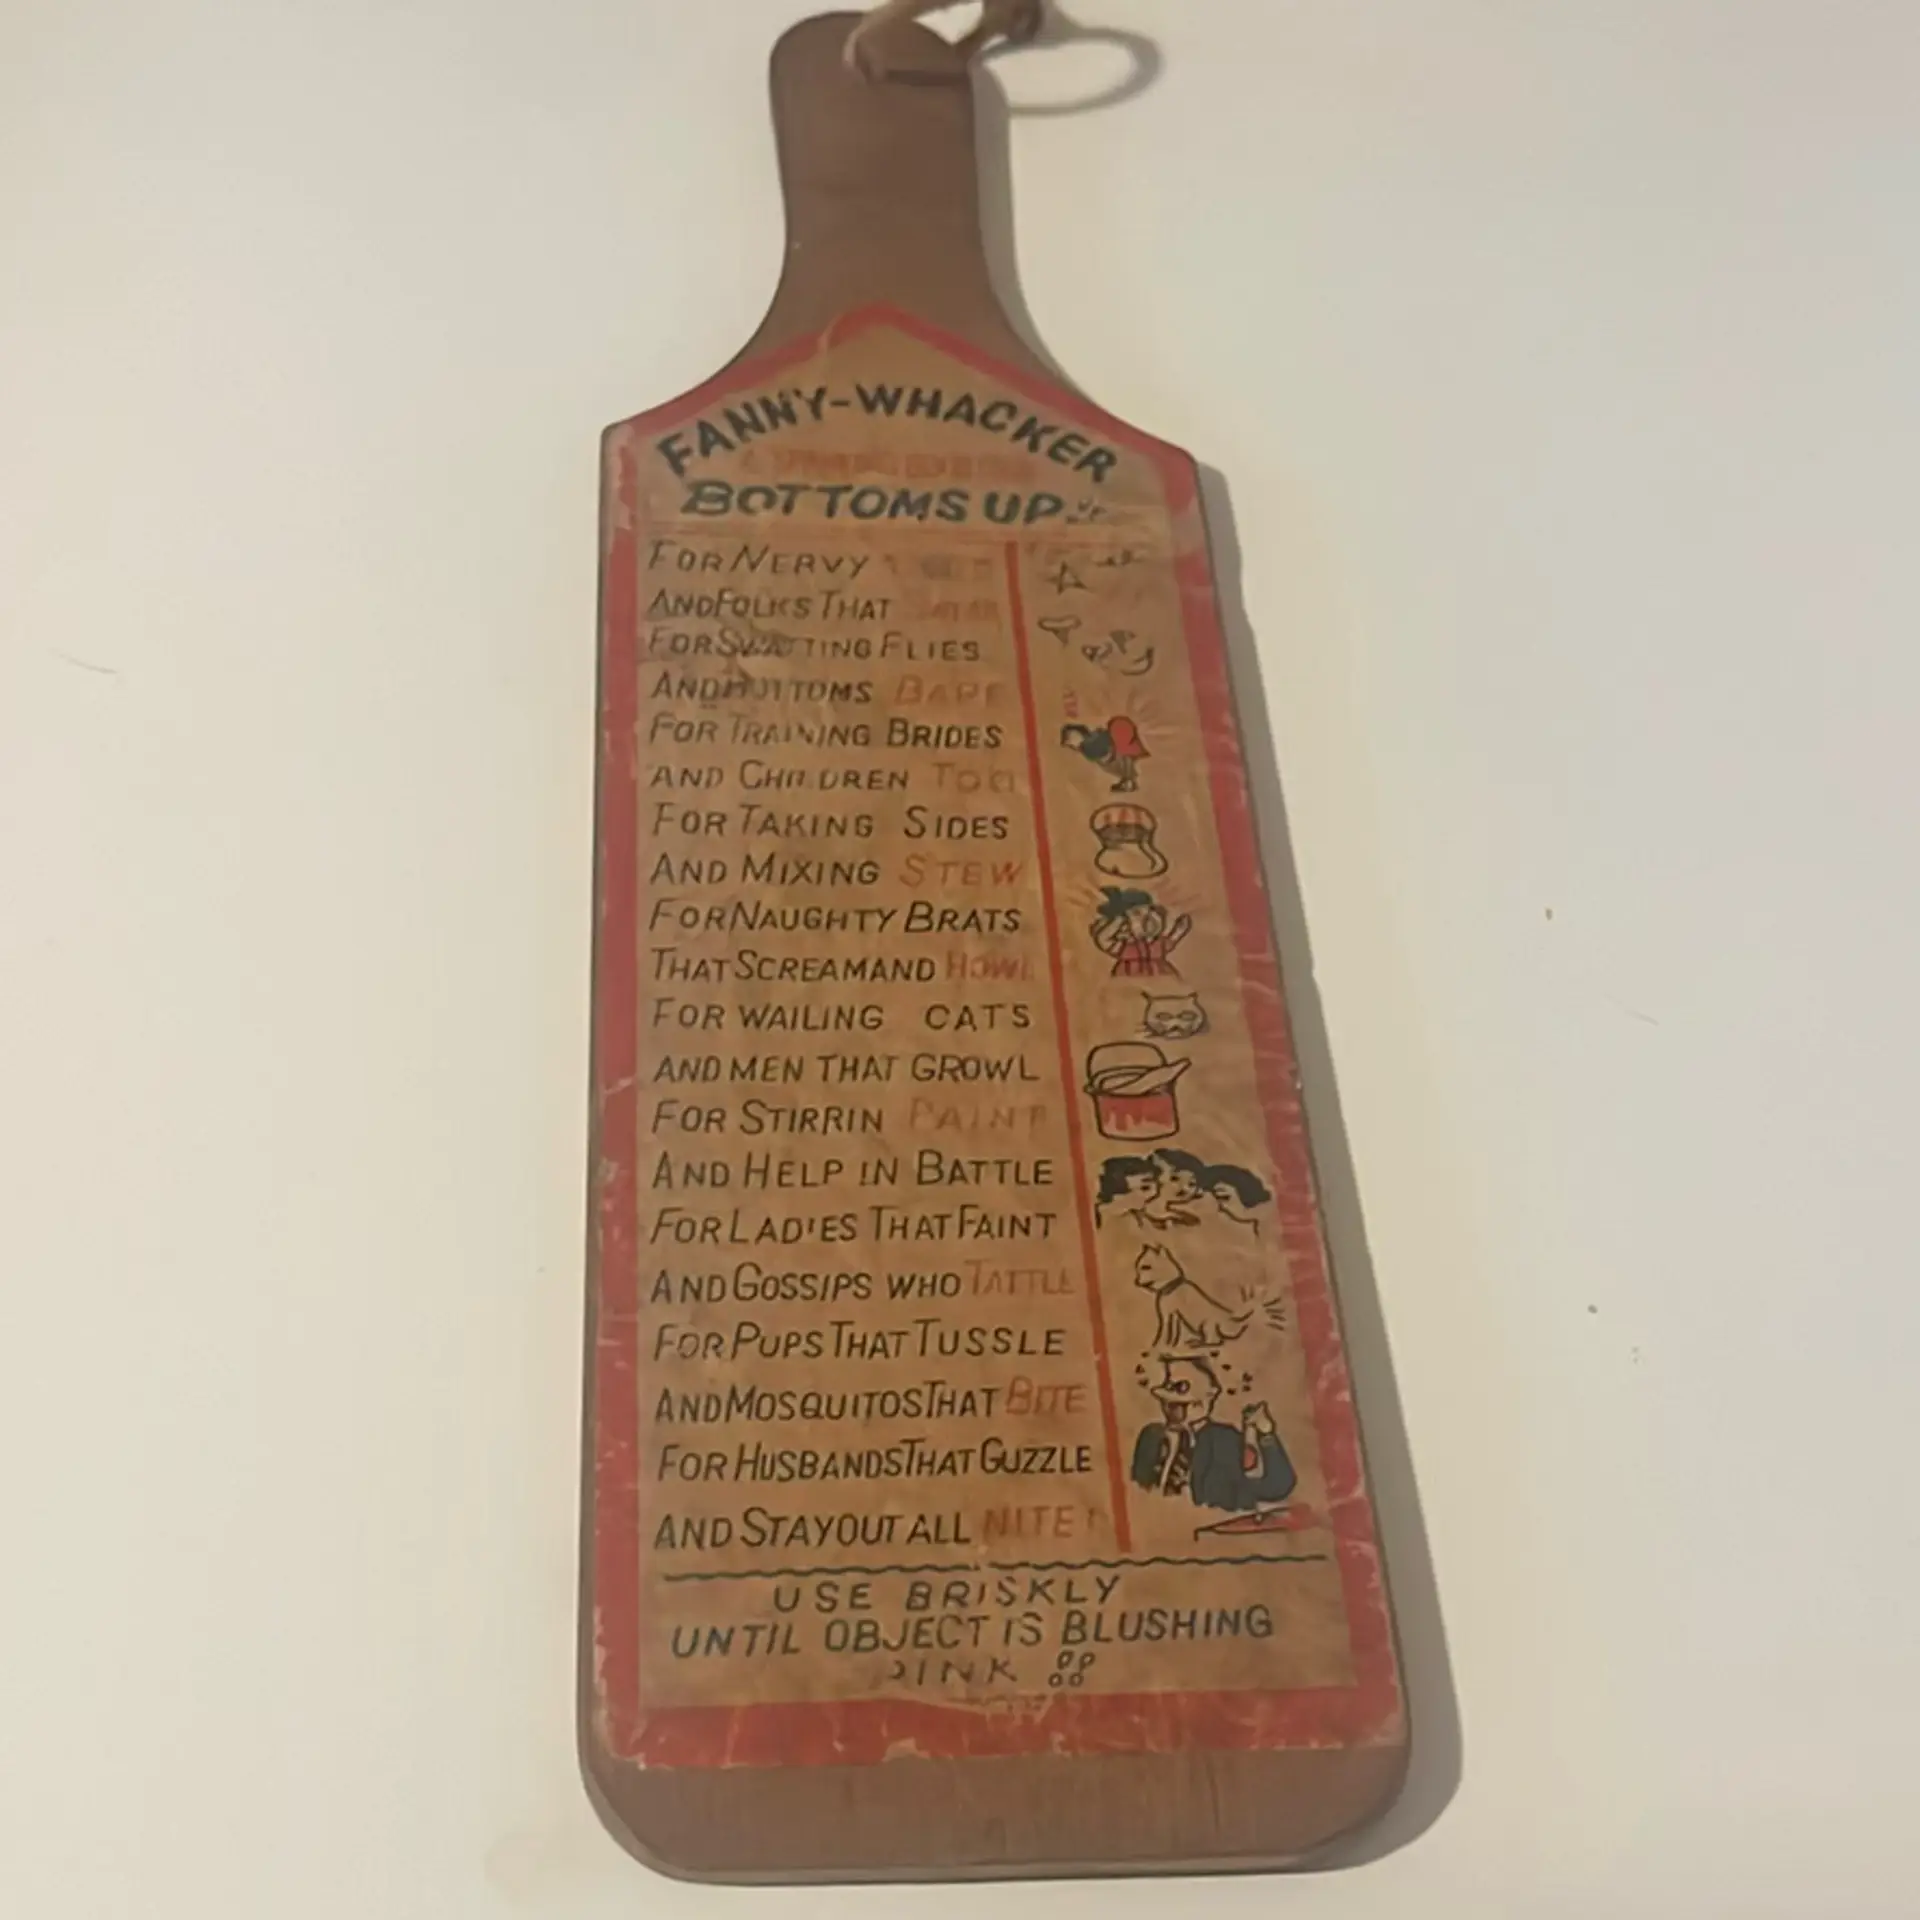 FANNY-WHACKER
BOTTOMS UP
FOR NERVY
AND FOLKS THAT
FOR SWATTING FLIES
AND BOTTOMS BARE
FOR TRAINING BRIDES
AND CHILDREN TOO
FOR TAKING SIDES
AND MIXING STEW
FOR NAUGHTY BRATS
THAT SCREAM AND HOWL
FOR WAILING CATS
AND MEN THAT GROWL
FOR STIRRIN PAINT
AND HELP IN BATTLE
FOR LADIES THAT FAINT
AND GOSSIPS WHO TATTLE
FOR PUPS THAT TUSSLE
AND MOSQUITOS THAT BITE
FOR HUSBANDS THAT GUZZLE
AND STAY OUT ALL NITE!
USE BRISKLY
UNTIL OBJECT IS BLUSHING
PINK